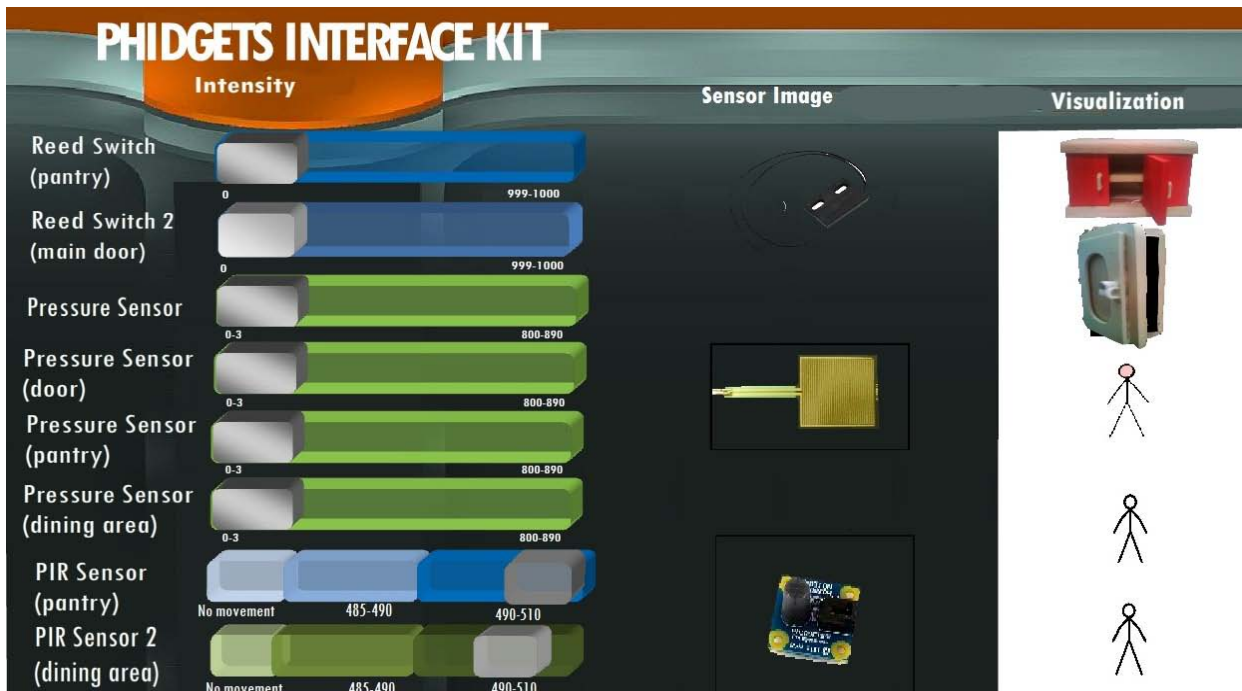 PHIDGETS INTERFACE KIT
Intensity
Sensor Image
Visualization
Reed Switch
(pantry)
0 999-1000
Reed Switch 2
(main door)
0 999-1000
Pressure Sensor
0-3 800-890
Pressure Sensor
(door)
0-3 800-890
Pressure Sensor
(pantry)
0-3 800-890
Pressure Sensor
(dining area)
0-3 800-890
PIR Sensor
(pantry)
No movement 485-490 490-510
PIR Sensor 2
(dining area)
No movement 485-490 490-510